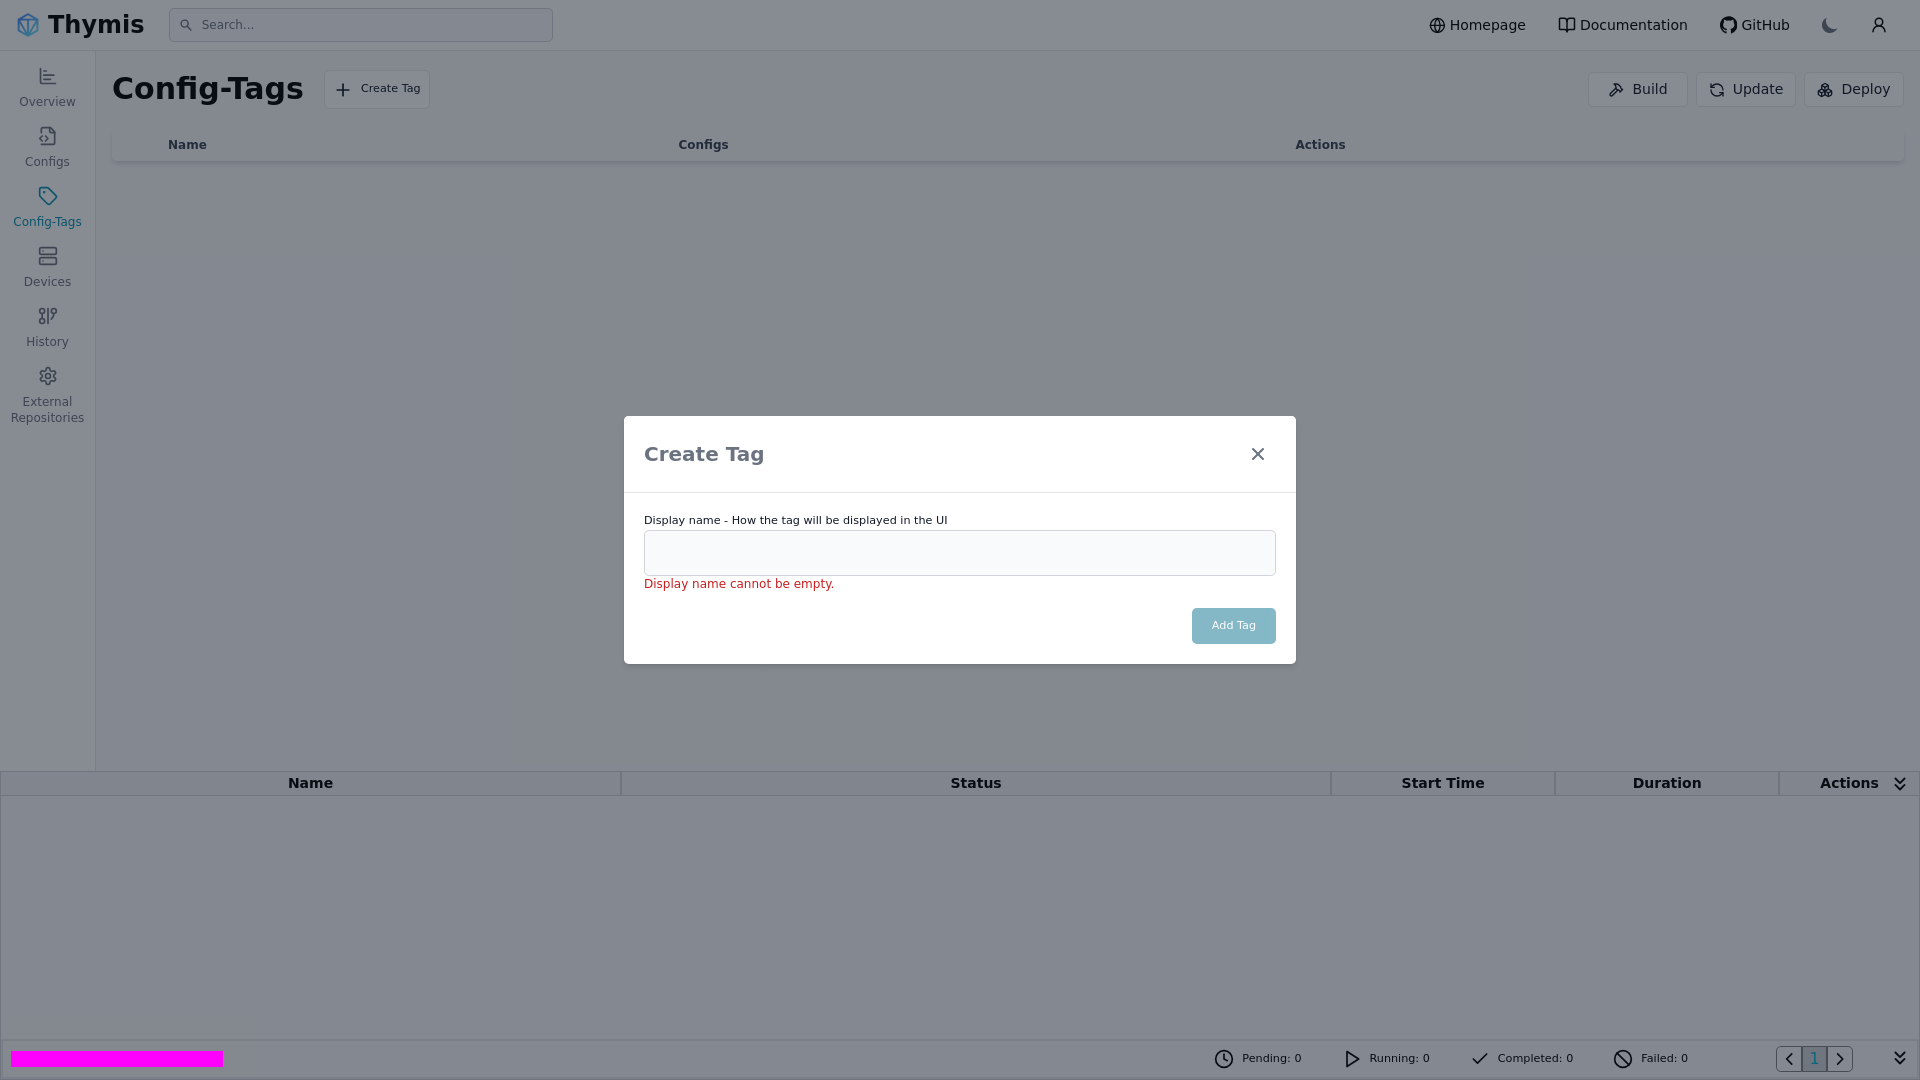 Thymis
Search...
Homepage
Documentation
GitHub
Overview
Configs
Config-Tags
Devices
History
External
Repositories
Config-Tags
Create Tag
Build
Update
Deploy
Name Configs Actions
Create Tag
Display name - How the tag will be displayed in the UI
Display name cannot be empty.
Add Tag
Name Status Start Time Duration Actions
Pending: 0
Running: 0
Completed: 0
Failed: 0
1